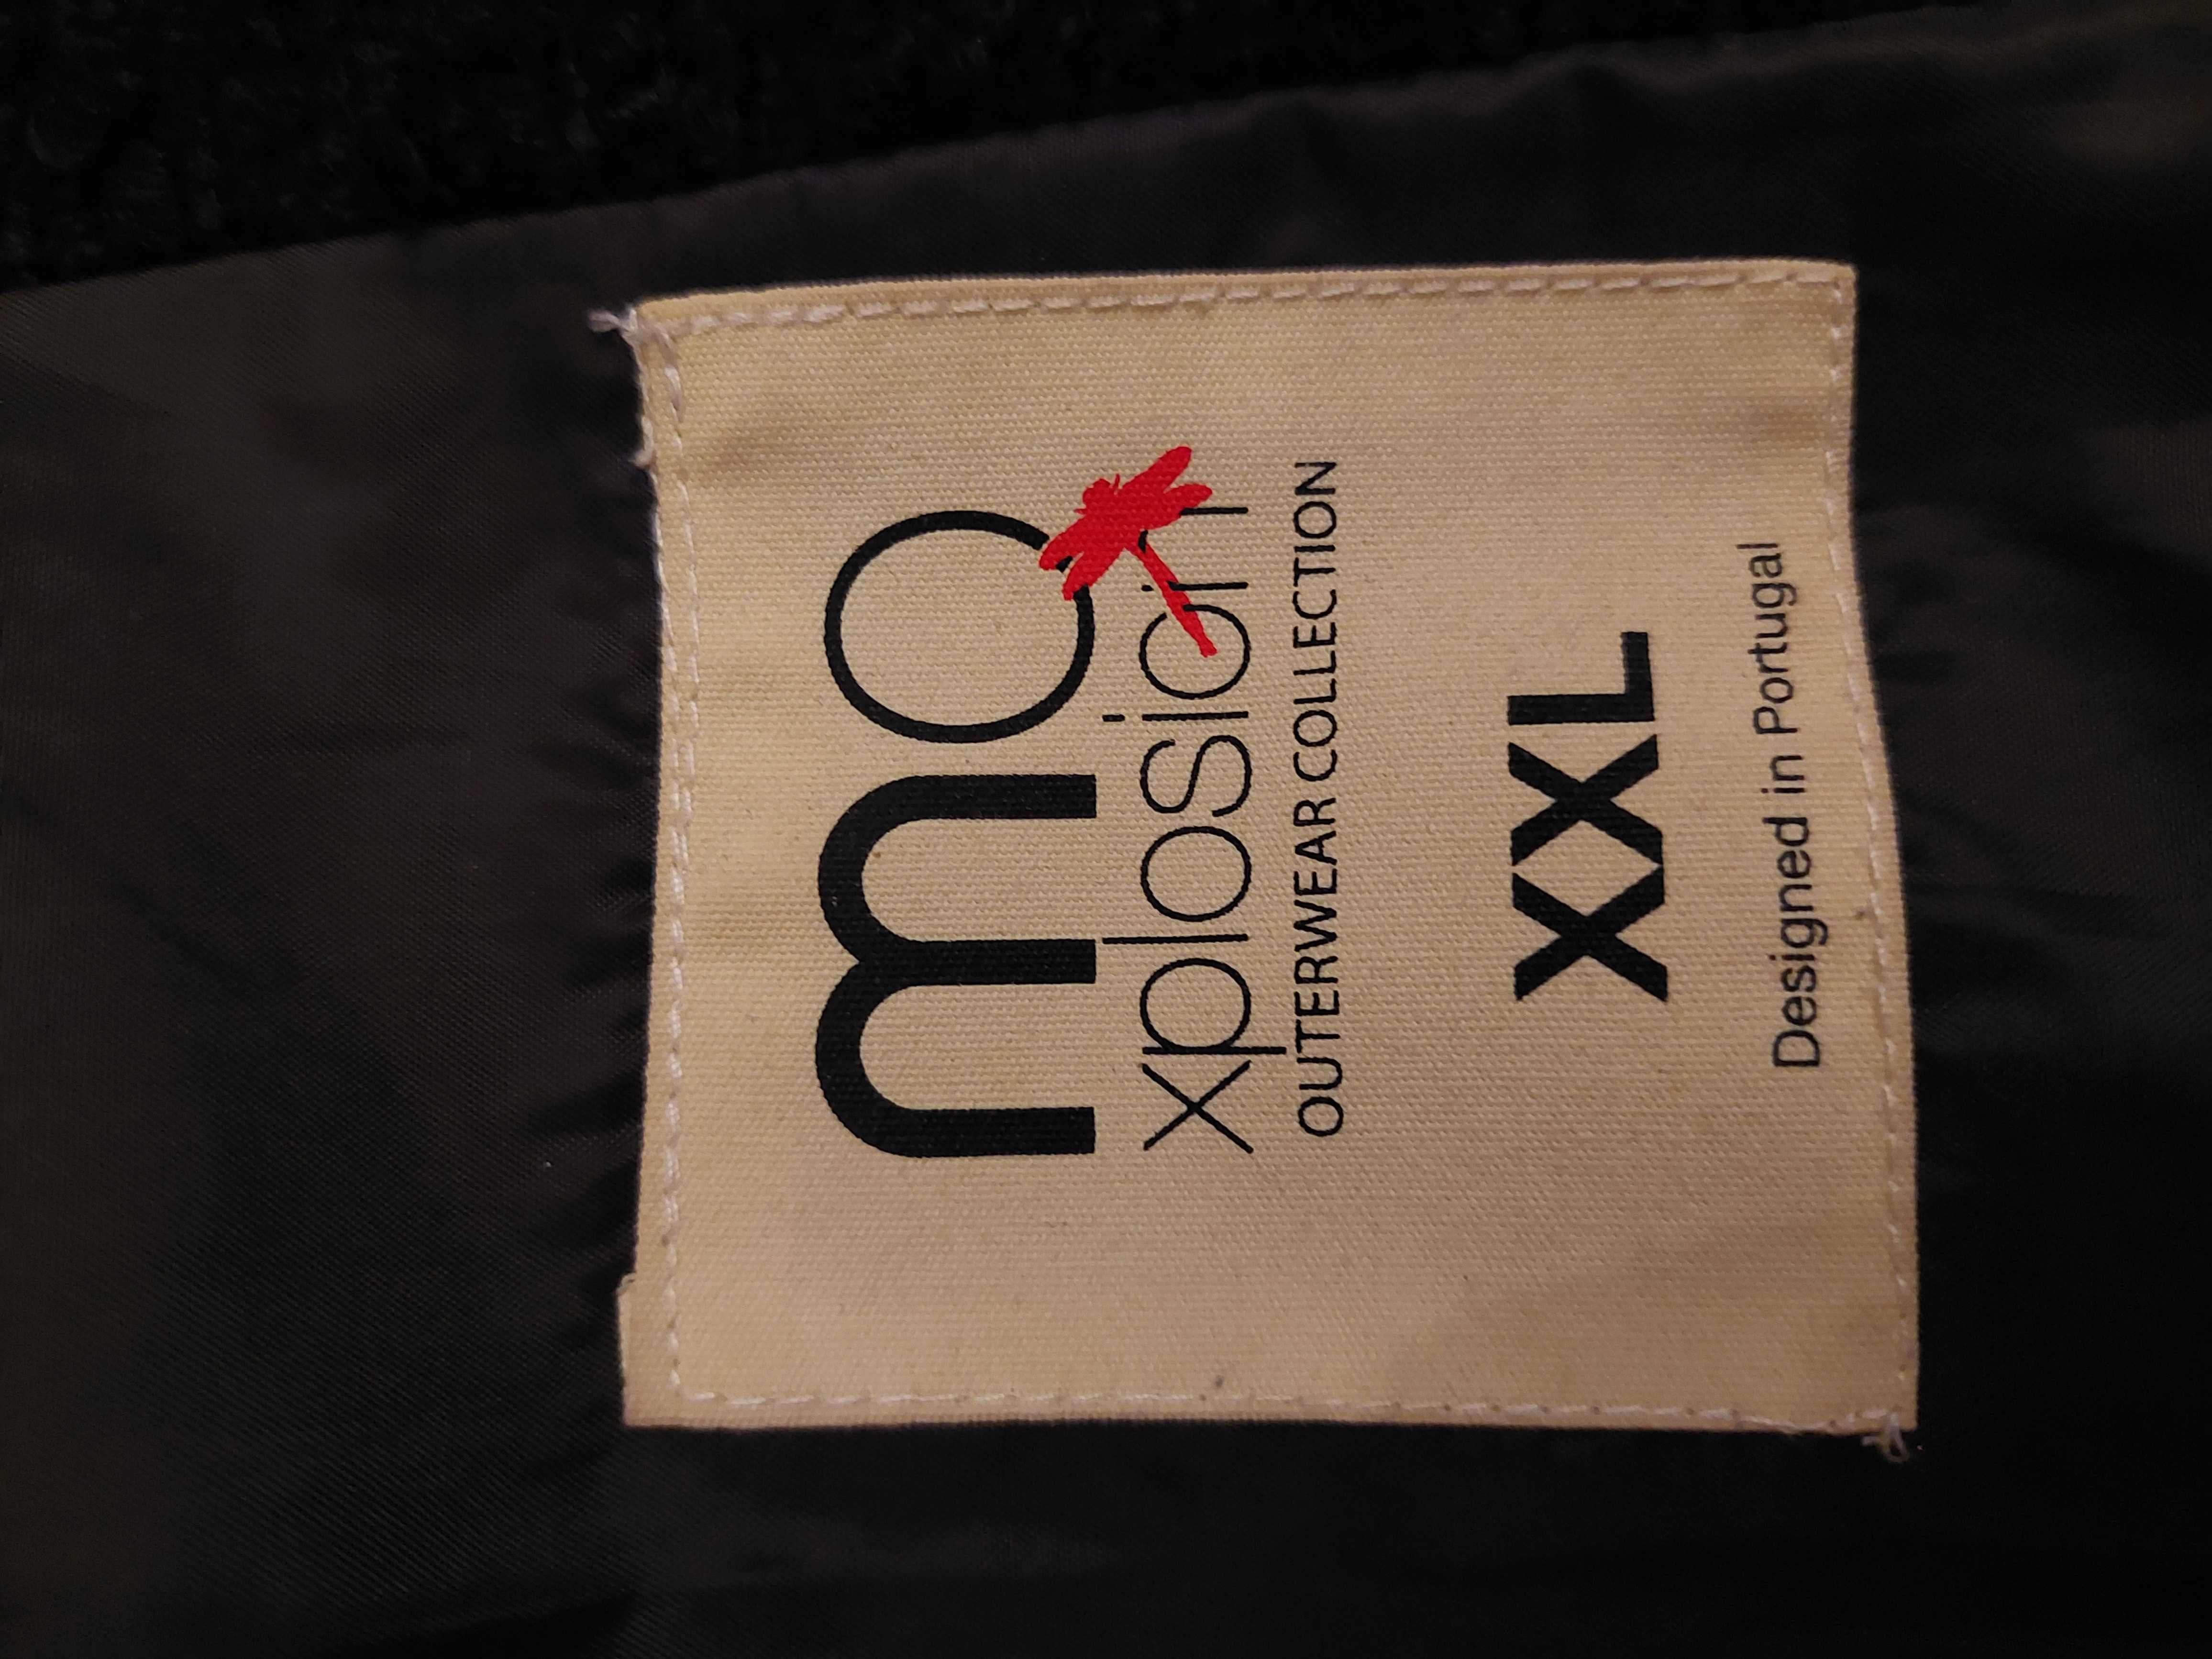 mo
xplosion
OUTERWEAR COLLECTION
XXL
Designed in Portugal